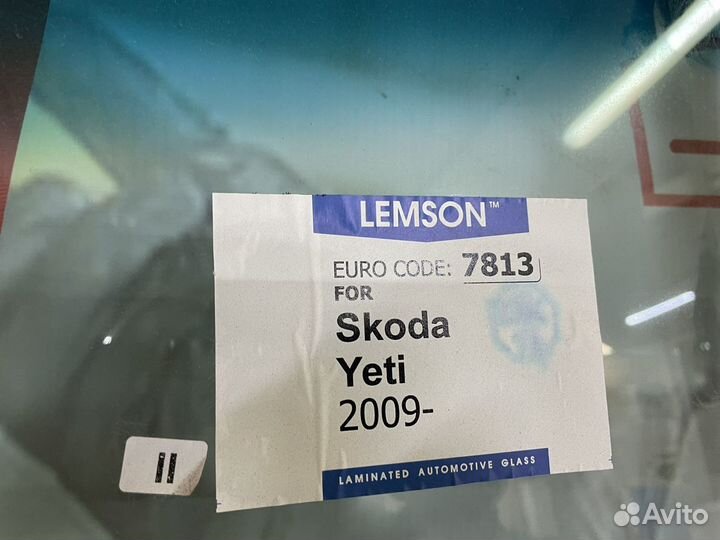 LEMSON™
EURO CODE: 7813
FOR
Skoda
Yeti
2009-
LAMINATED AUTOMOTIVE GLASS
II
Avito